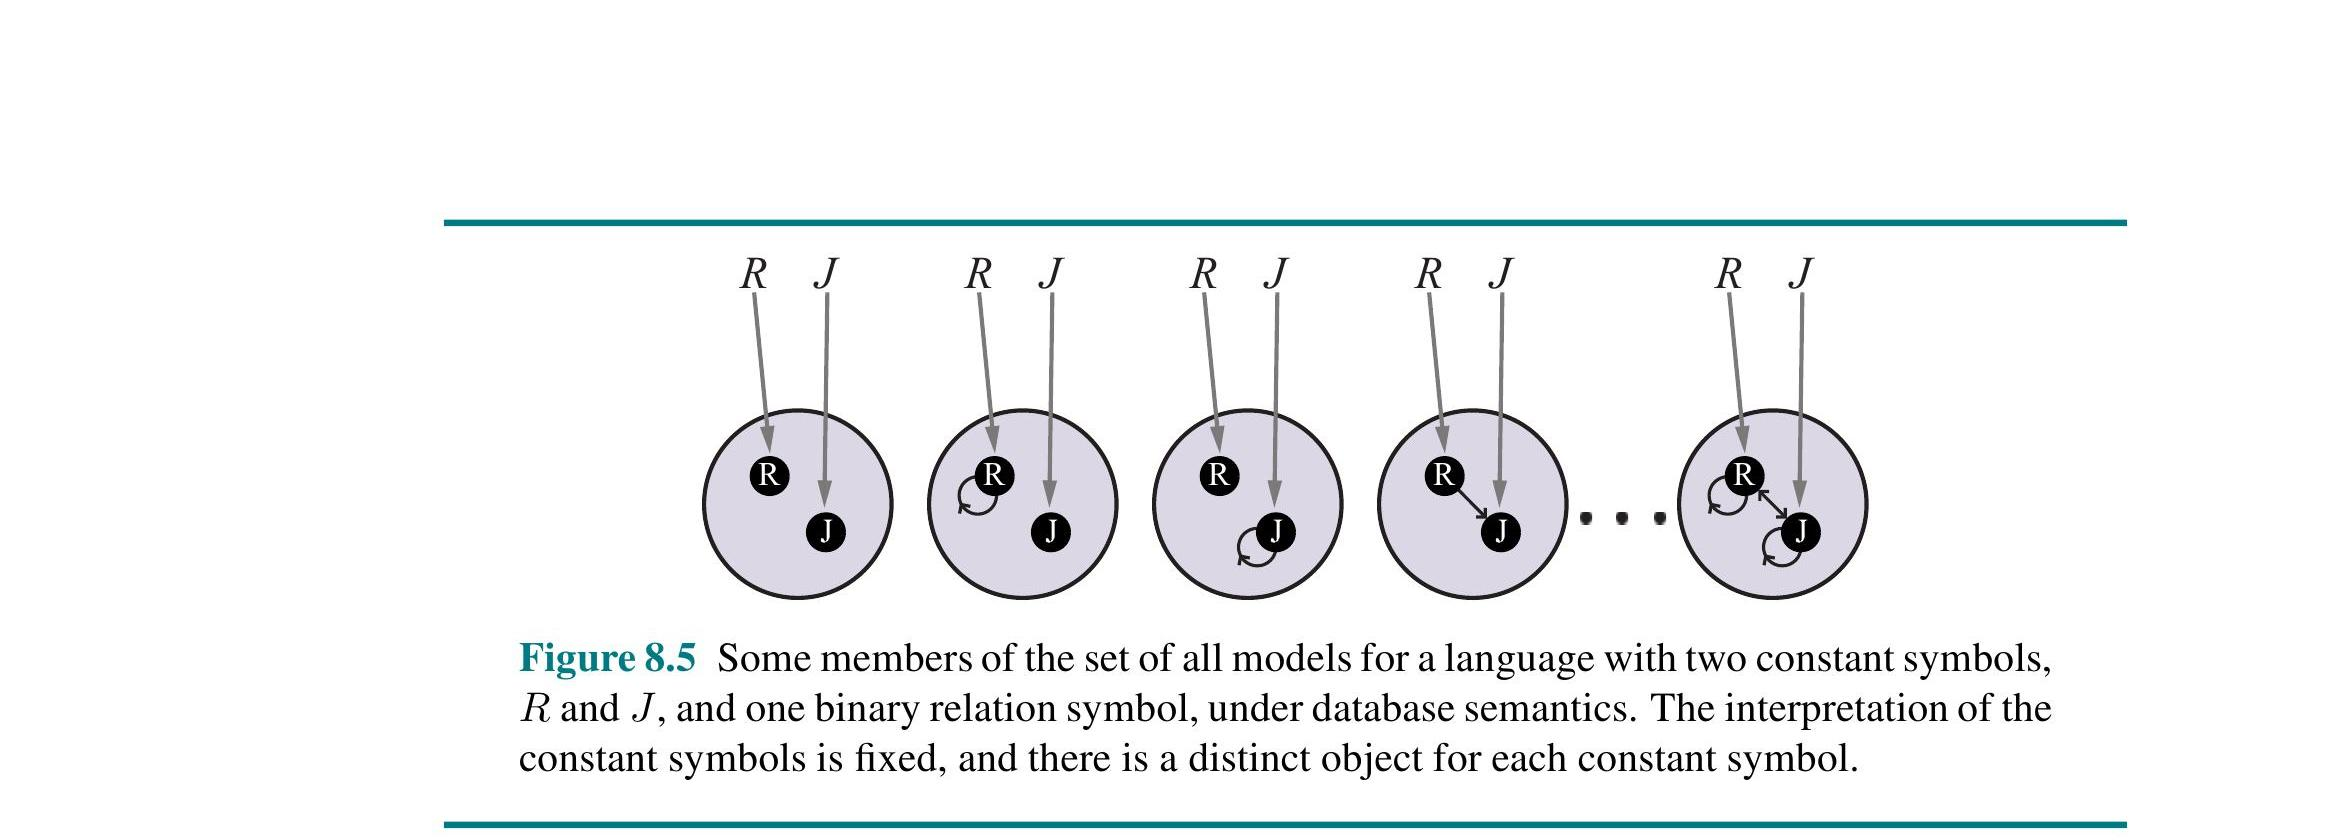 R J R J R J R J R J
R R R R R
J J J J J
Figure 8.5 Some members of the set of all models for a language with two constant symbols,
R and J, and one binary relation symbol, under database semantics. The interpretation of the
constant symbols is fixed, and there is a distinct object for each constant symbol.